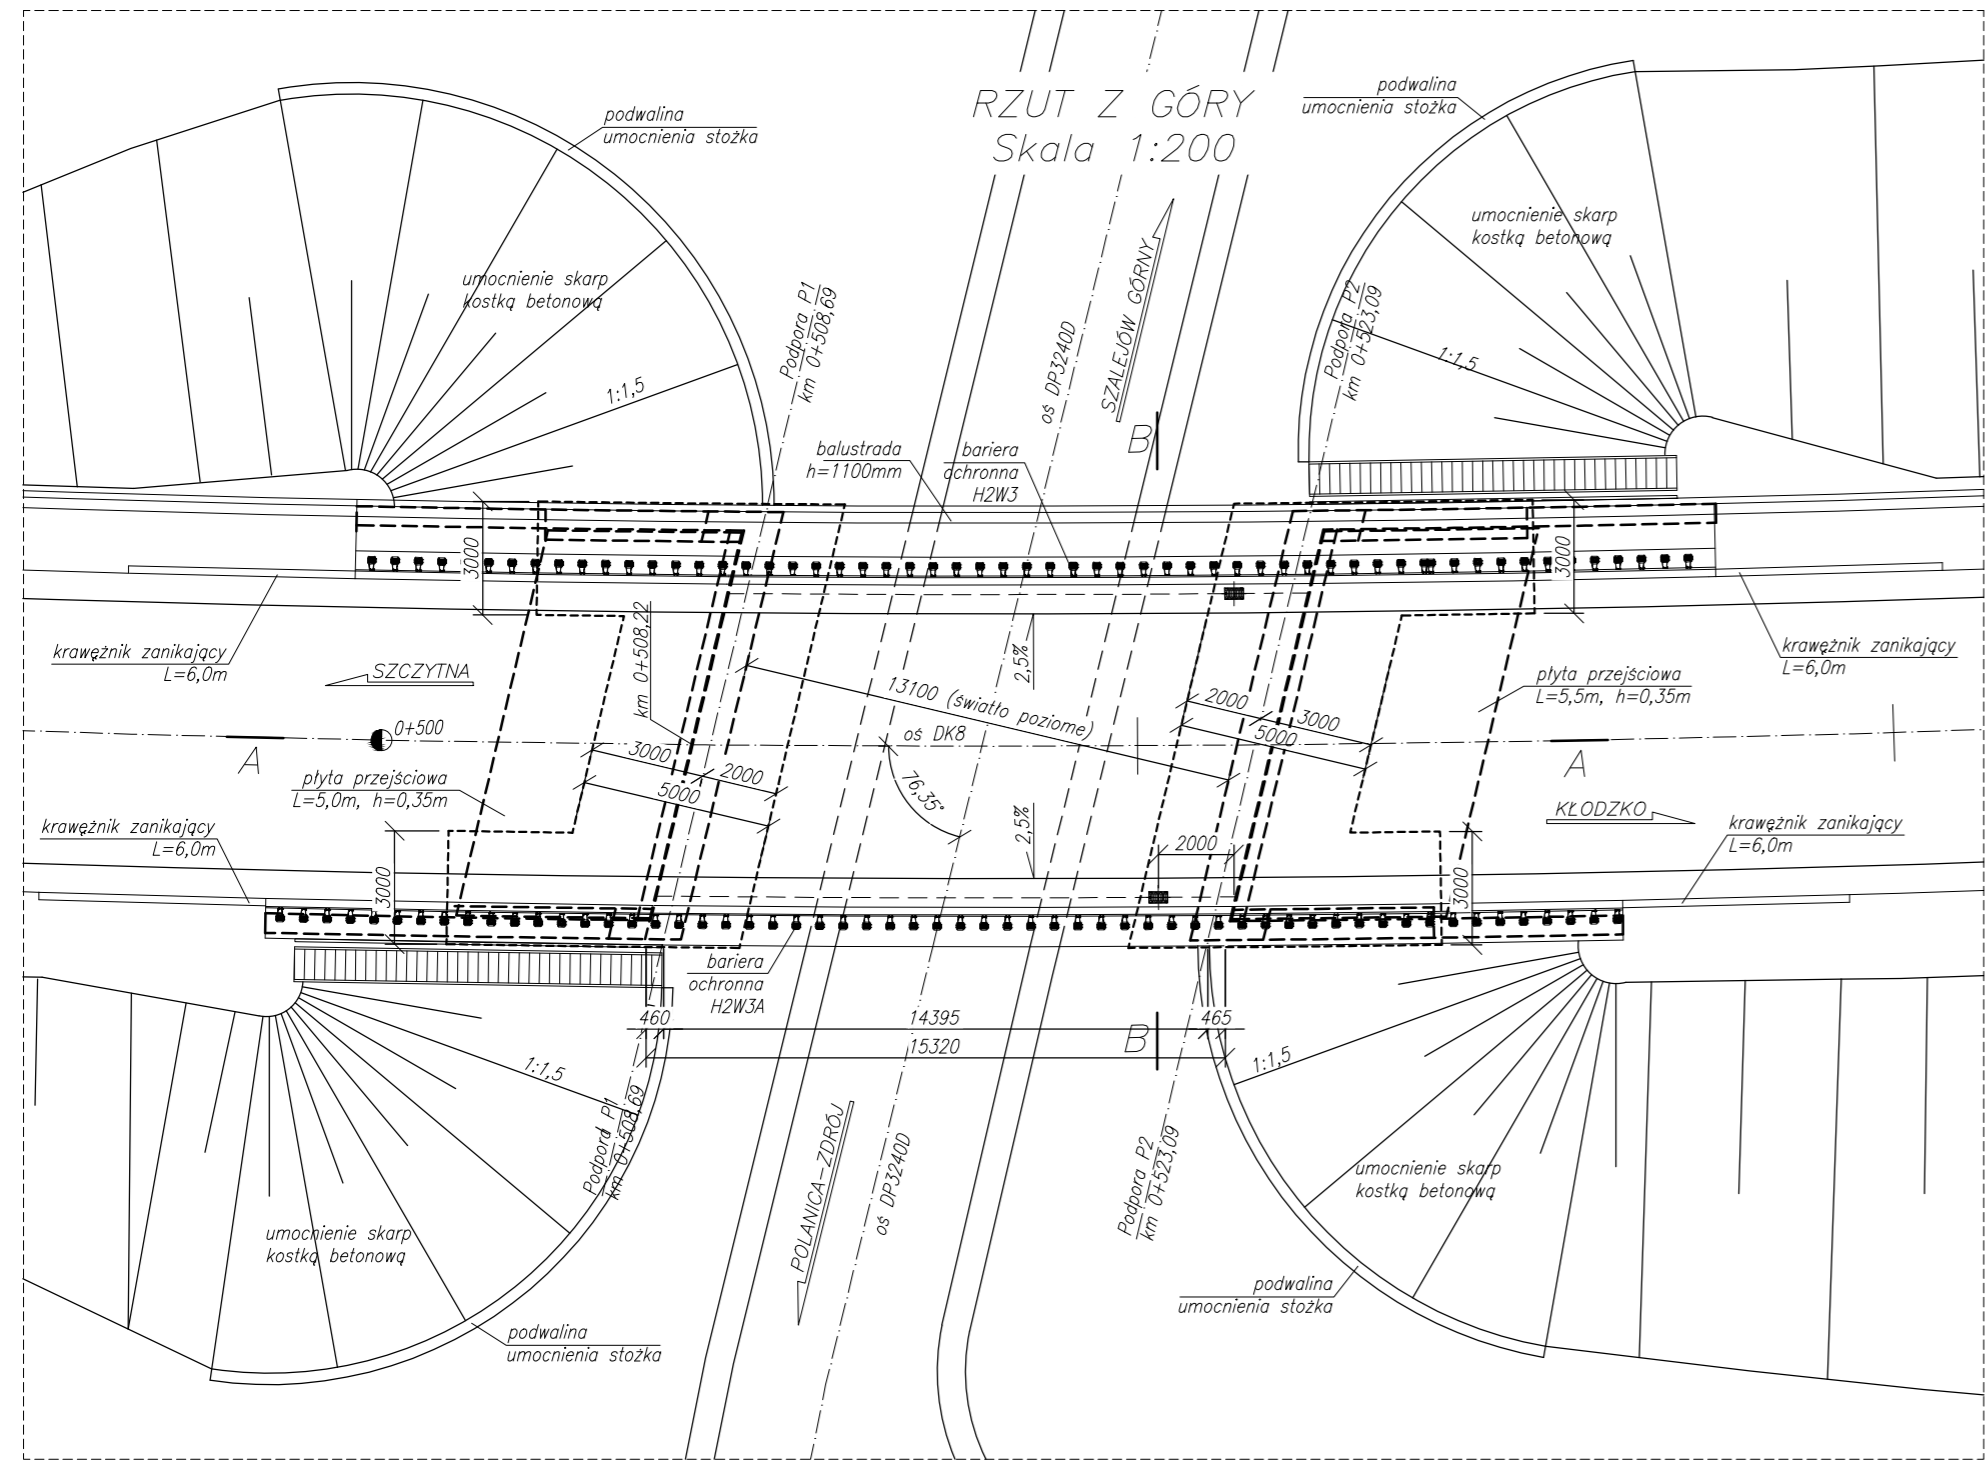 RZUT Z GÓRY
Skala 1:200
podwalina
umocnienia stożka
podwalina
umocnienia stożka
umocnienie skarp
kostką betonową
umocnienie skarp
kostką betonową
1:1,5
1:1,5
Podpora P1
km 0+508,69
oś DP3240D
SZALEJÓW GÓRNY
Podpora P2
km 0+523,09
B
balustrada
h=1100mm
bariera
ochronna
H2W3
3000
3000
krawężnik zanikający
L=6,0m
km 0+508,22
2,5%
krawężnik zanikający
L=6,0m
SZCZYTNA
13100 (światło poziome)
płyta przejściowa
L=5,5m, h=0,35m
2000
3000
5000
0+500
oś DK8
A
A
3000
2000
5000
76,35°
płyta przejściowa
L=5,0m, h=0,35m
KŁODZKO
krawężnik zanikający
L=6,0m
2,5%
2000
krawężnik zanikający
L=6,0m
3000
3000
bariera
ochronna
H2W3A
460
14395
465
15320
B
1:1,5
1:1,5
Podpora P1
km 0+508,69
POLANICA-ZDRÓJ
oś DP3240D
Podpora P2
km 0+523,09
umocnienie skarp
kostką betonową
umocnienie skarp
kostką betonową
podwalina
umocnienia stożka
podwalina
umocnienia stożka